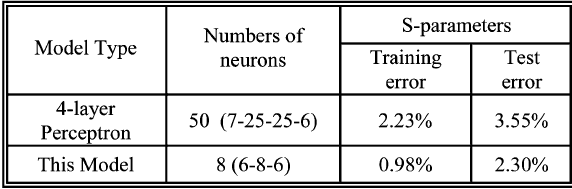 Model Type
Numbers of
neurons
S-parameters
Training
error
Test
error
4-layer
Perceptron
50 (7-25-25-6)
2.23%
3.55%
This Model
8 (6-8-6)
0.98%
2.30%